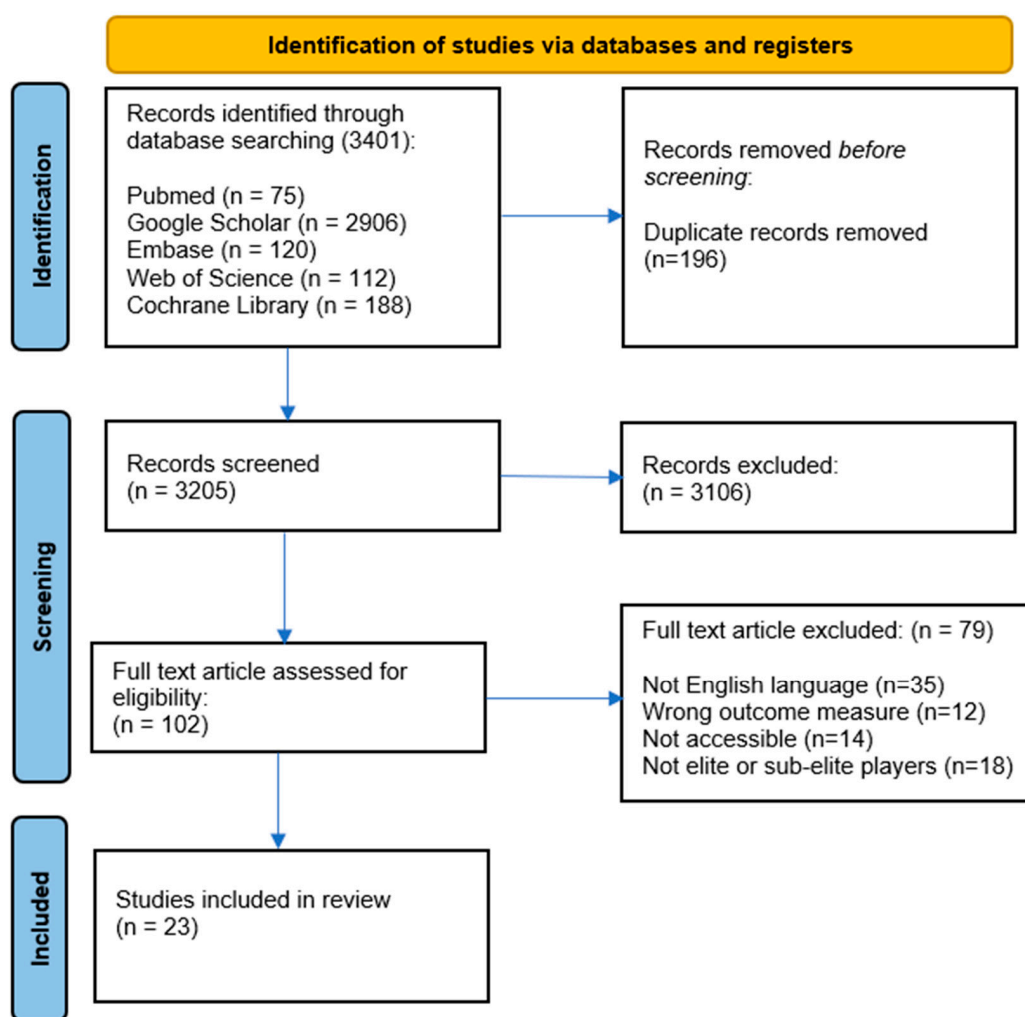 Identification of studies via databases and registers
Identification
Records identified through
database searching (3401):
Pubmed (n = 75)
Google Scholar (n = 2906)
Embase (n = 120)
Web of Science (n = 112)
Cochrane Library (n = 188)
Records removed before
screening:
Duplicate records removed
(n=196)
Screening
Records screened
(n = 3205)
Records excluded:
(n = 3106)
Full text article assessed for
eligibility:
(n = 102)
Full text article excluded: (n = 79)
Not English language (n=35)
Wrong outcome measure (n=12)
Not accessible (n=14)
Not elite or sub-elite players (n=18)
Included
Studies included in review
(n = 23)